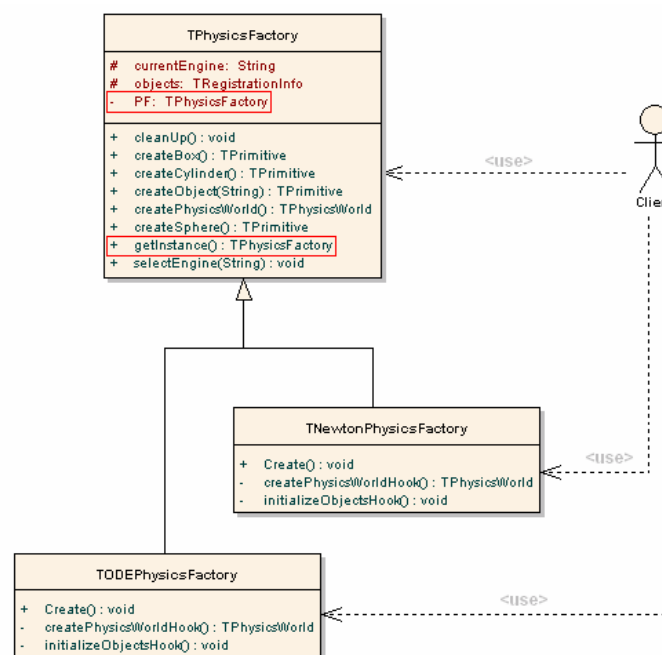 TPhysicsFactory
# currentEngine: String
# objects: TRegistrationInfo
- PF: TPhysicsFactory
+ cleanUp() : void
+ createBox() : TPrimitive
+ createCylinder() : TPrimitive
+ createObject(String) : TPrimitive
+ createPhysicsWorld() : TPhysicsWorld
+ createSphere() : TPrimitive
+ getInstance() : TPhysicsFactory
+ selectEngine(String) : void
<use>
Clien
TNewtonPhysicsFactory
+ Create() : void
- createPhysicsWorldHook() : TPhysicsWorld
- initializeObjectsHook() : void
<use>
TODEPhysicsFactory
+ Create() : void
- createPhysicsWorldHook() : TPhysicsWorld
- initializeObjectsHook() : void
<use>